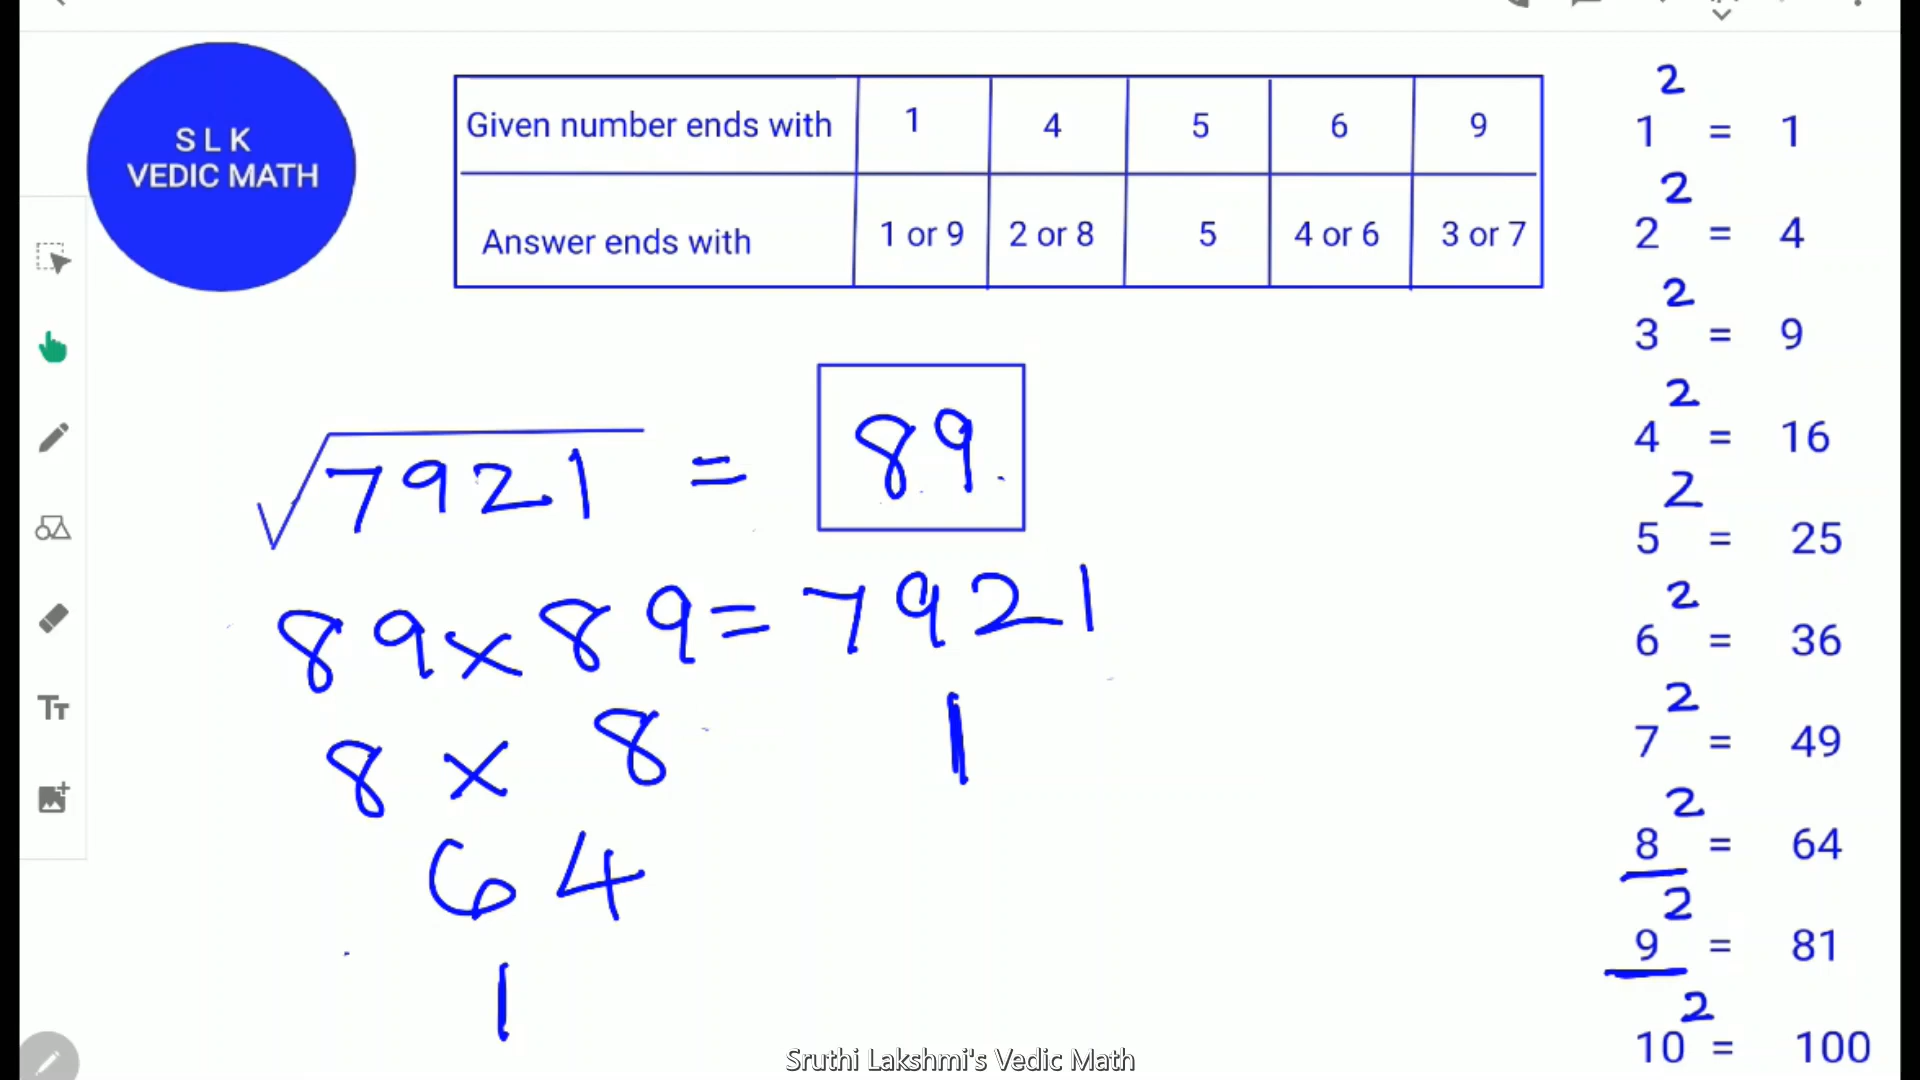 S L K
VEDIC MATH
Given number ends with 1 4 5 6 9
Answer ends with 1 or 9 2 or 8 5 4 or 6 3 or 7
√7921 = 89.
89 x 89 = 7921
8 x 8 1
64
1
1² = 1
2² = 4
3² = 9
4² = 16
5² = 25
6² = 36
7² = 49
8² = 64
9² = 81
10² = 100
TT
Sruthi Lakshmi's Vedic Math